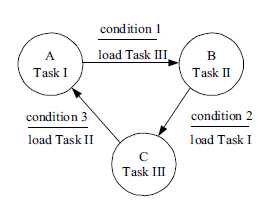 condition 1
load Task III
A
Task I
B
Task II
condition 3
load Task II
condition 2
load Task I
C
Task III